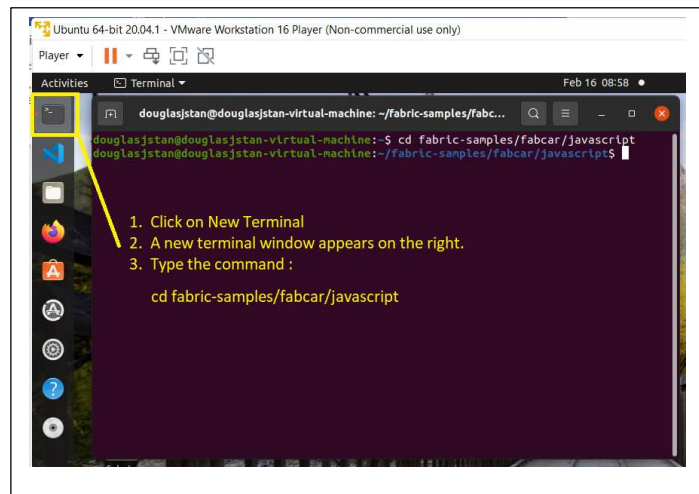 Ubuntu 64-bit 20.04.1 - VMware Workstation 16 Player (Non-commercial use only)
Player
Activities Terminal Feb 16 08:58
douglasjstan@douglasjstan-virtual-machine: ~/fabric-samples/fabc...
douglasjstan@douglasjstan-virtual-machine:~$ cd fabric-samples/fabcar/javascript
douglasjstan@douglasjstan-virtual-machine:~/fabric-samples/fabcar/javascript$
1. Click on New Terminal
2. A new terminal window appears on the right.
3. Type the command :
cd fabric-samples/fabcar/javascript